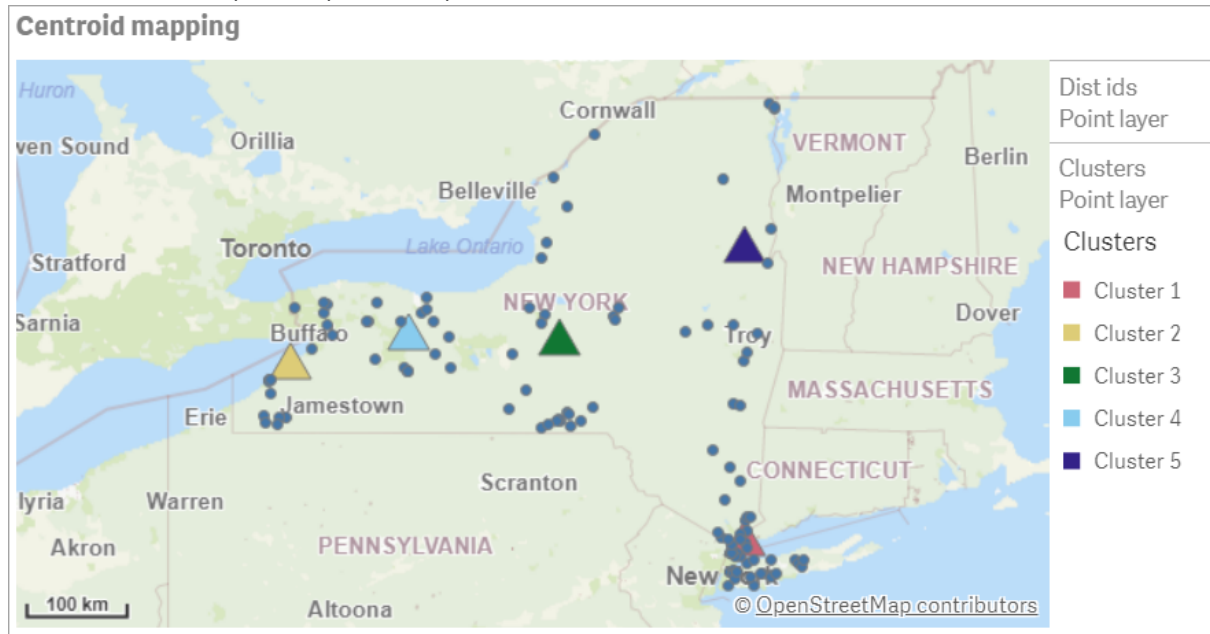 Centroid mapping
Huron
Cornwall
Dist ids
Point layer
ven Sound
Orillia
VERMONT
Berlin
Clusters
Point layer
Belleville
Montpelier
Toronto
Lake Ontario
Clusters
Stratford
NEW HAMPSHIRE
NEW YORK
Cluster 1
Sarnia
Buffalo
Troy
Dover
Cluster 2
Cluster 3
MASSACHUSETTS
Erie
Jamestown
Cluster 4
CONNECTICUT
Cluster 5
Scranton
lyria
Warren
Akron
PENNSYLVANIA
New York
100 km
Altoona
© OpenStreetMap contributors